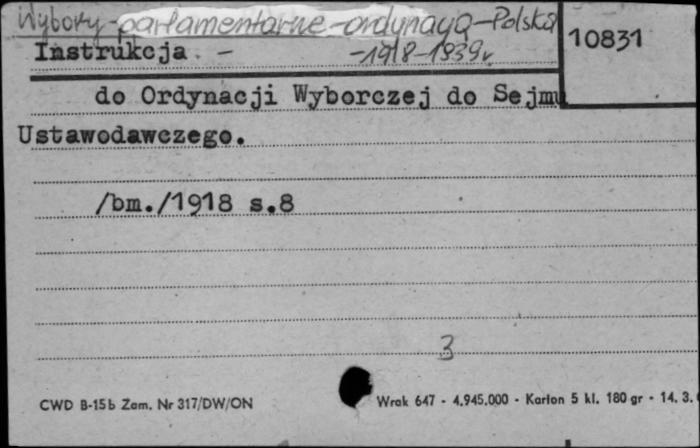 Wybory - parlamentarne - ordynacja - Polska
10831
Instrukcja - - 1918-1939 r.
do Ordynacji Wyborczej do Sejmu
Ustawodawczego.
/bm./1918 s.8
3
CWD B-15b Zam. Nr 317/DW/ON
Wrak 647 - 4.945.000 - Karton 5 kl. 180 gr - 14. 3.